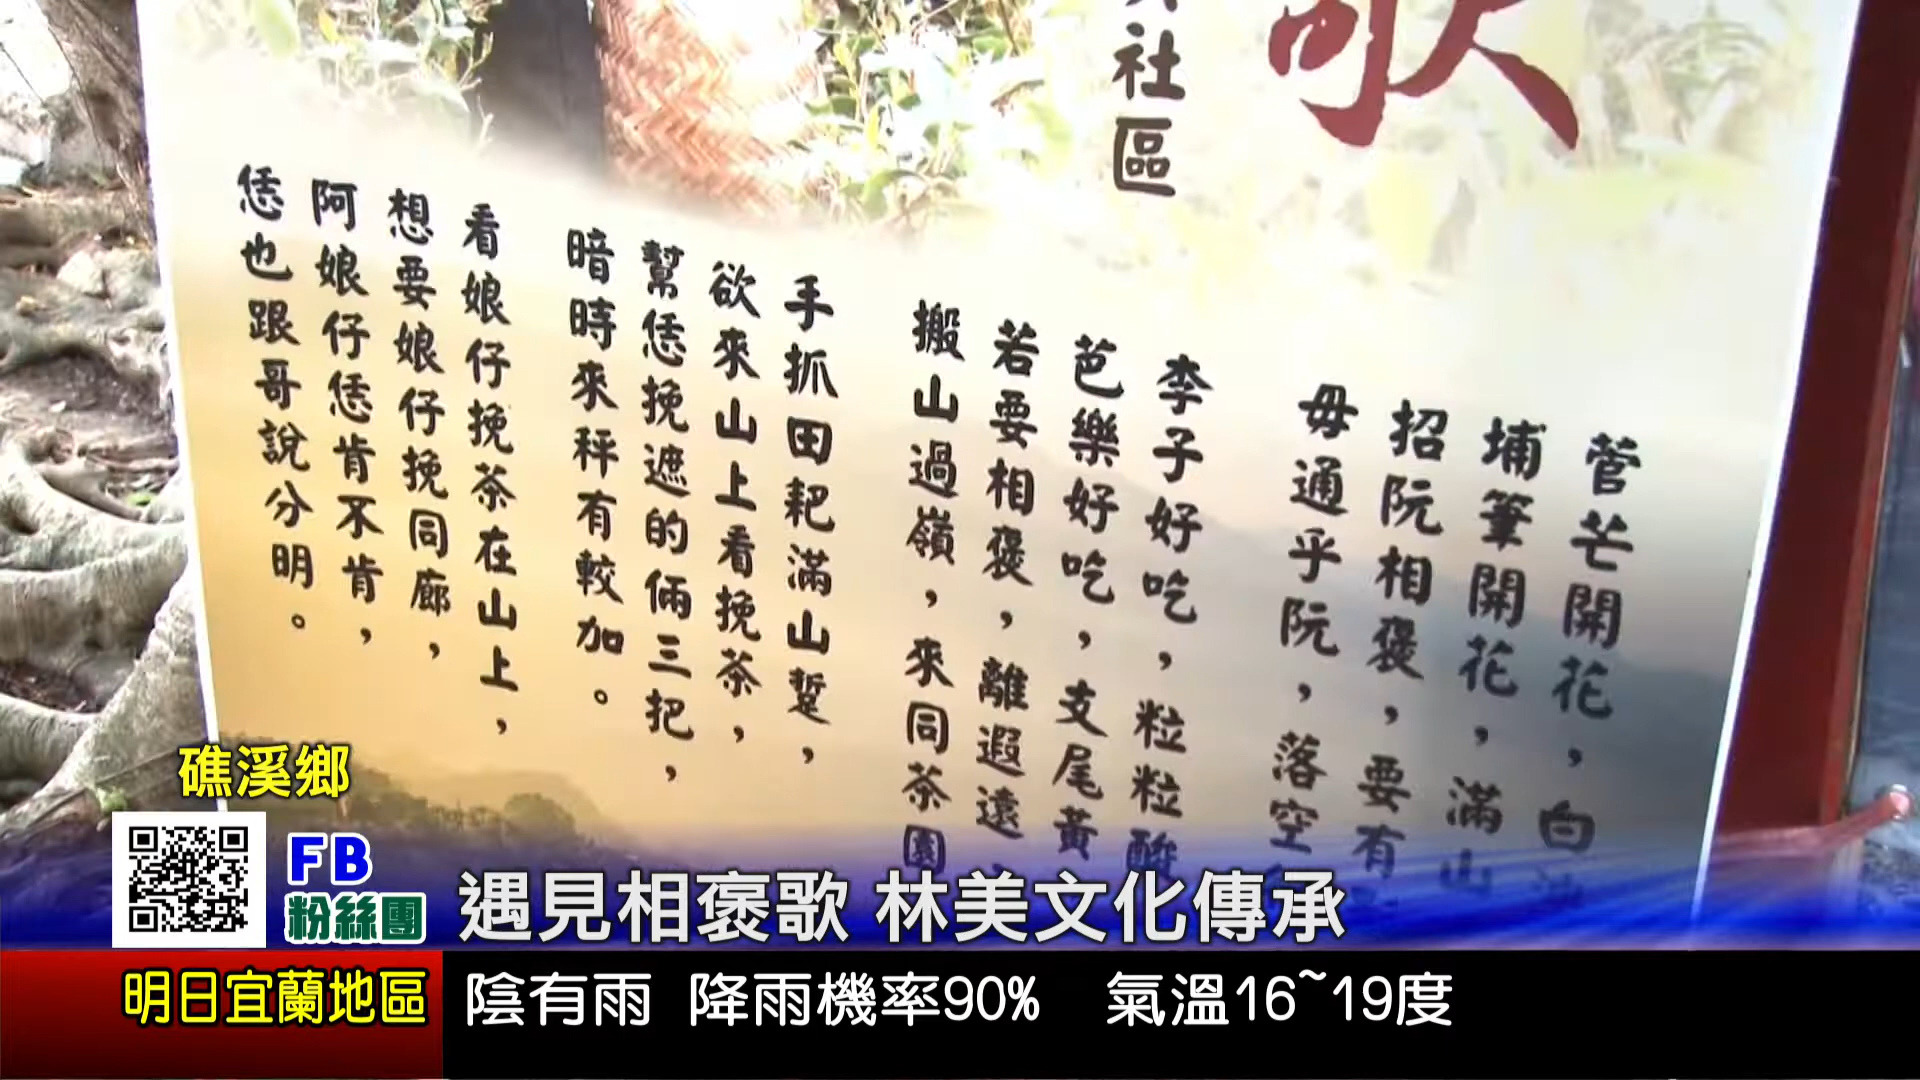 歌
社區
菅芒開花，白
埔筆開花，滿山
招阮相褒，要有
毋通乎阮，落空
李子好吃，粒粒酸
芭樂好吃，支尾黃
若要相褒，離遐遠
搬山過嶺，來同茶園
手抓田耙滿山踅，
欲來山上看挽茶，
幫恁挽遮的倆三把，
暗時來秤有較加。
看娘仔挽茶在山上，
想要娘仔挽同廊，
阿娘仔恁肯不肯，
恁也跟哥說分明。
礁溪鄉
FB
粉絲團
遇見相褒歌 林美文化傳承
明日宜蘭地區
陰有雨 降雨機率90% 氣溫16~19度